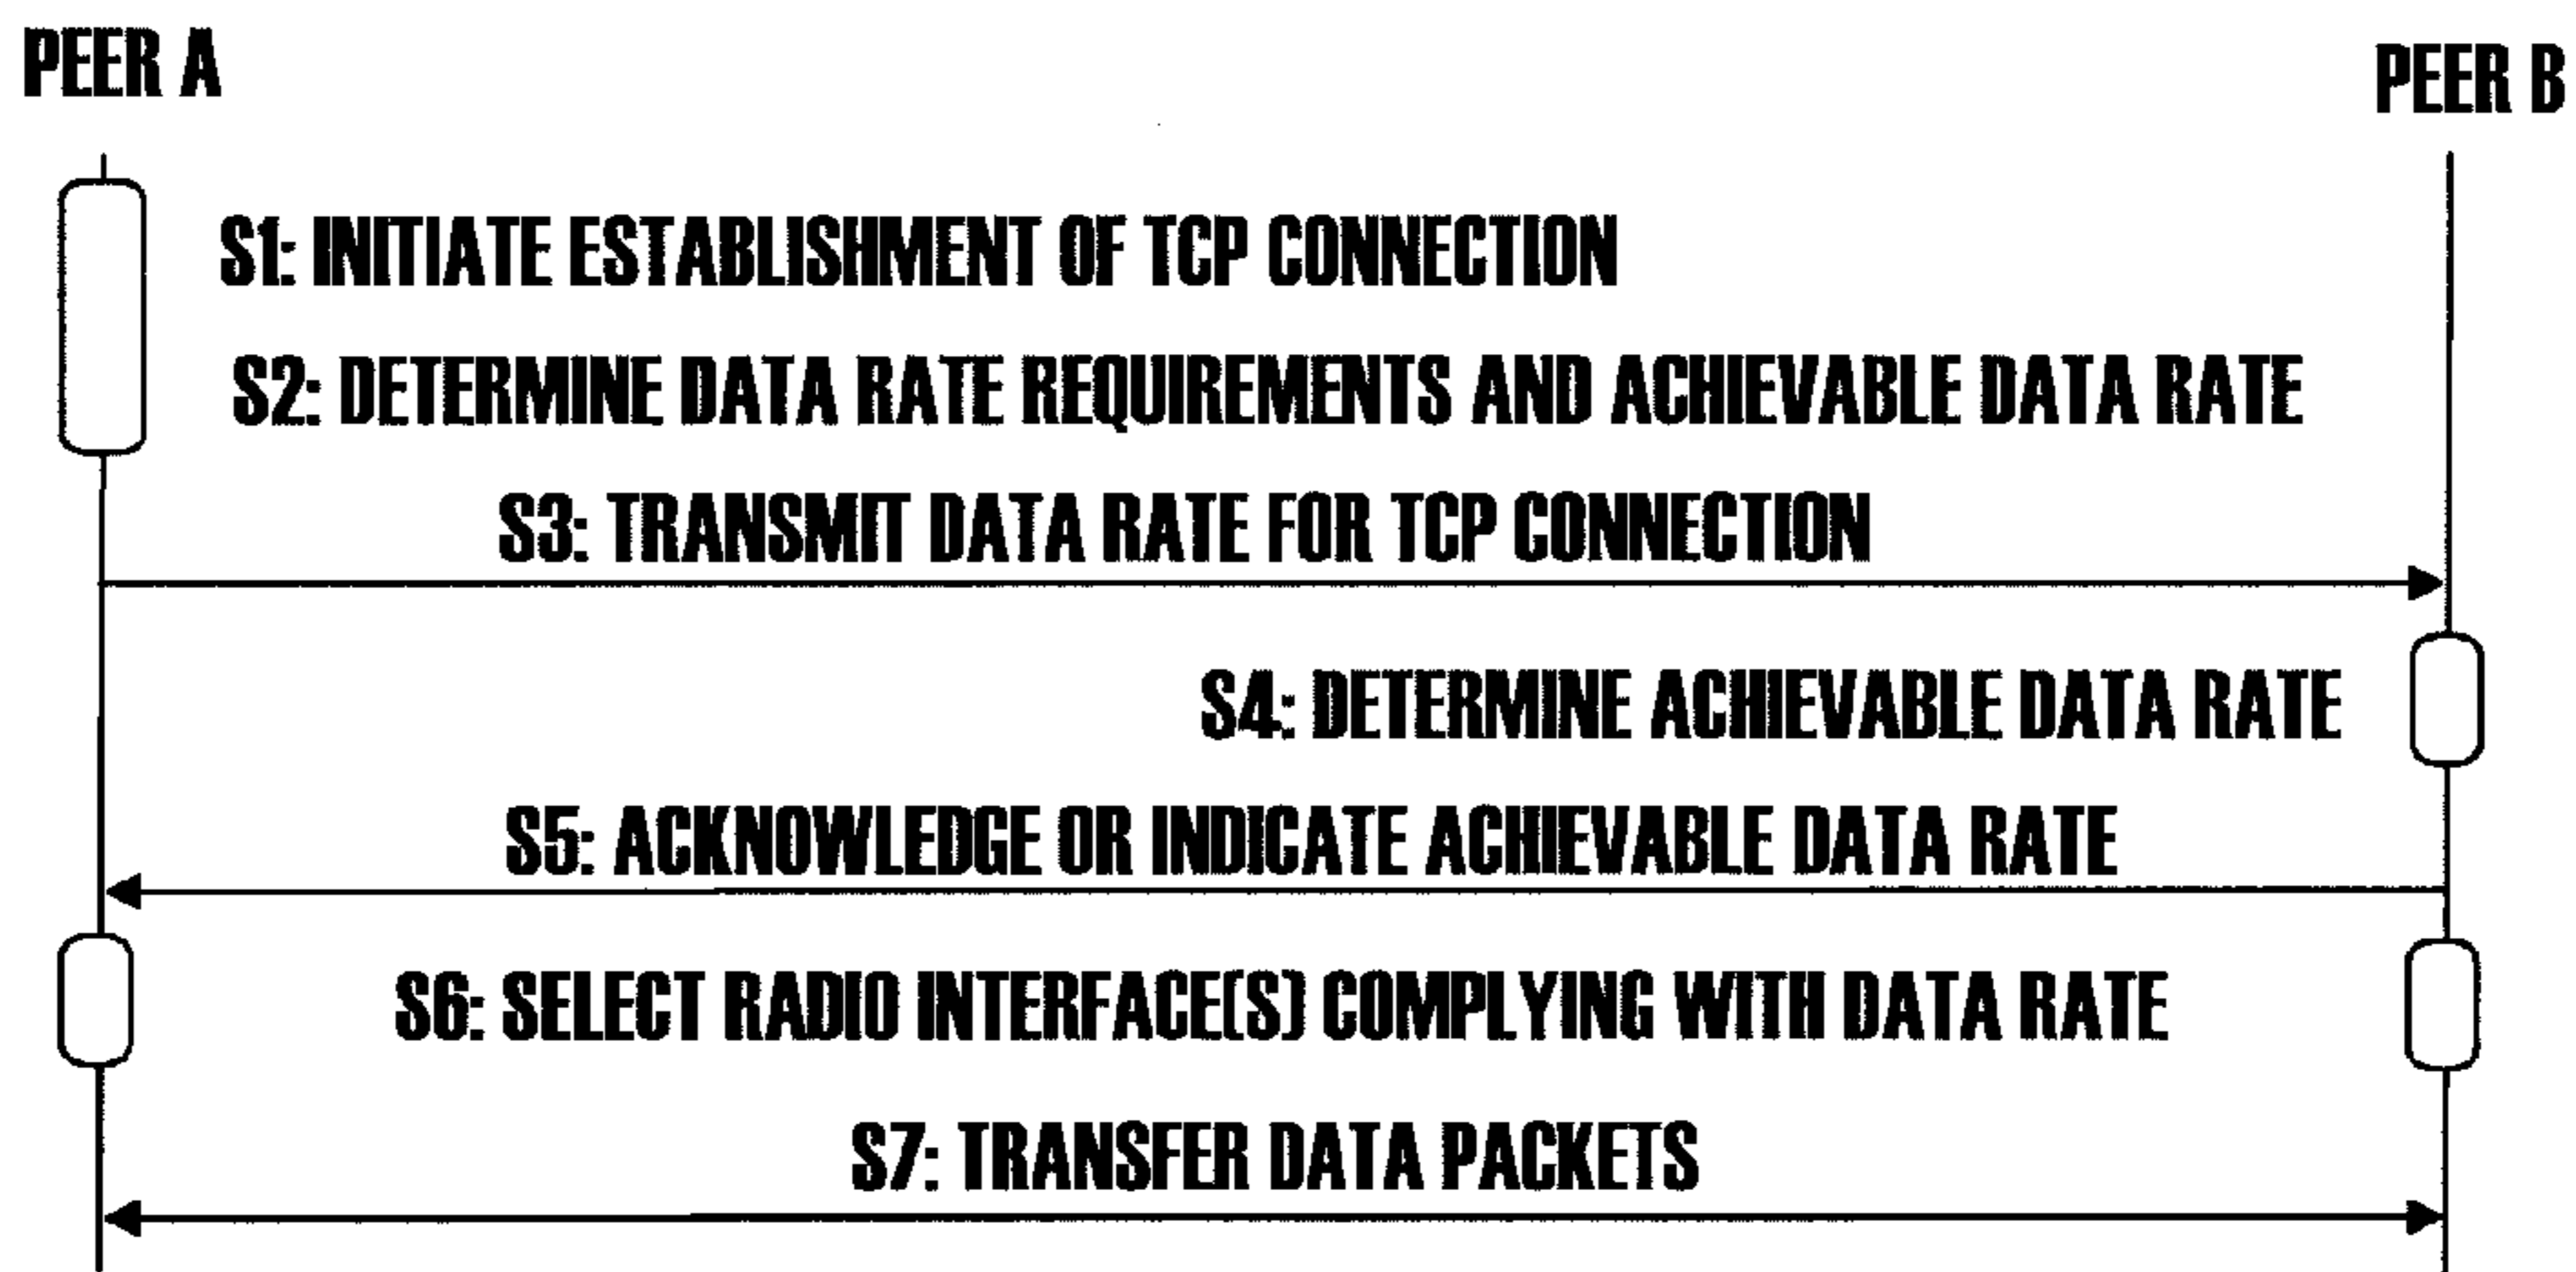 PEER A
PEER B
S1: INITIATE ESTABLISHMENT OF TCP CONNECTION
S2: DETERMINE DATA RATE REQUIREMENTS AND ACHIEVABLE DATA RATE
S3: TRANSMIT DATA RATE FOR TCP CONNECTION
S4: DETERMINE ACHIEVABLE DATA RATE
S5: ACKNOWLEDGE OR INDICATE ACHIEVABLE DATA RATE
S6: SELECT RADIO INTERFACE(S) COMPLYING WITH DATA RATE
S7: TRANSFER DATA PACKETS